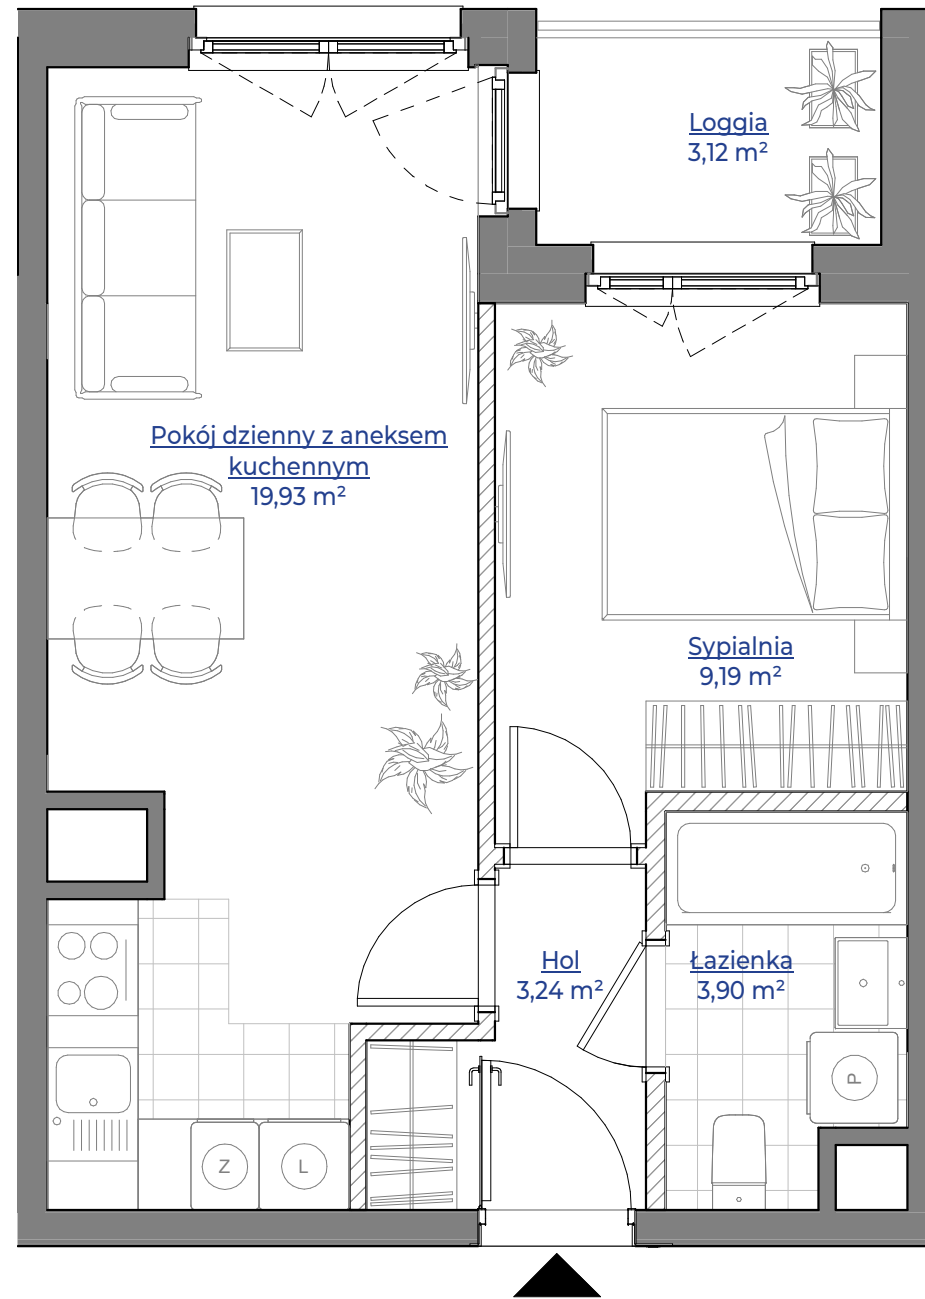 Loggia
3,12 m²
Pokój dzienny z aneksem
kuchennym
19,93 m²
Sypialnia
9,19 m²
Hol
3,24 m²
Łazienka
3,90 m²
P
Z
L